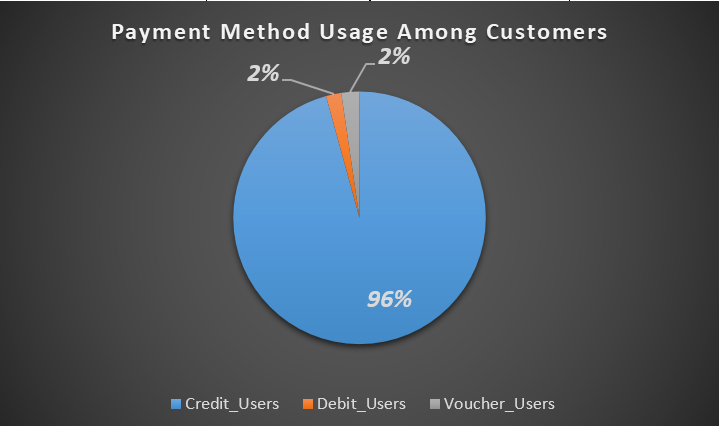 Payment Method Usage Among Customers
2%
2%
96%
Credit_Users
Debit_Users
Voucher_Users